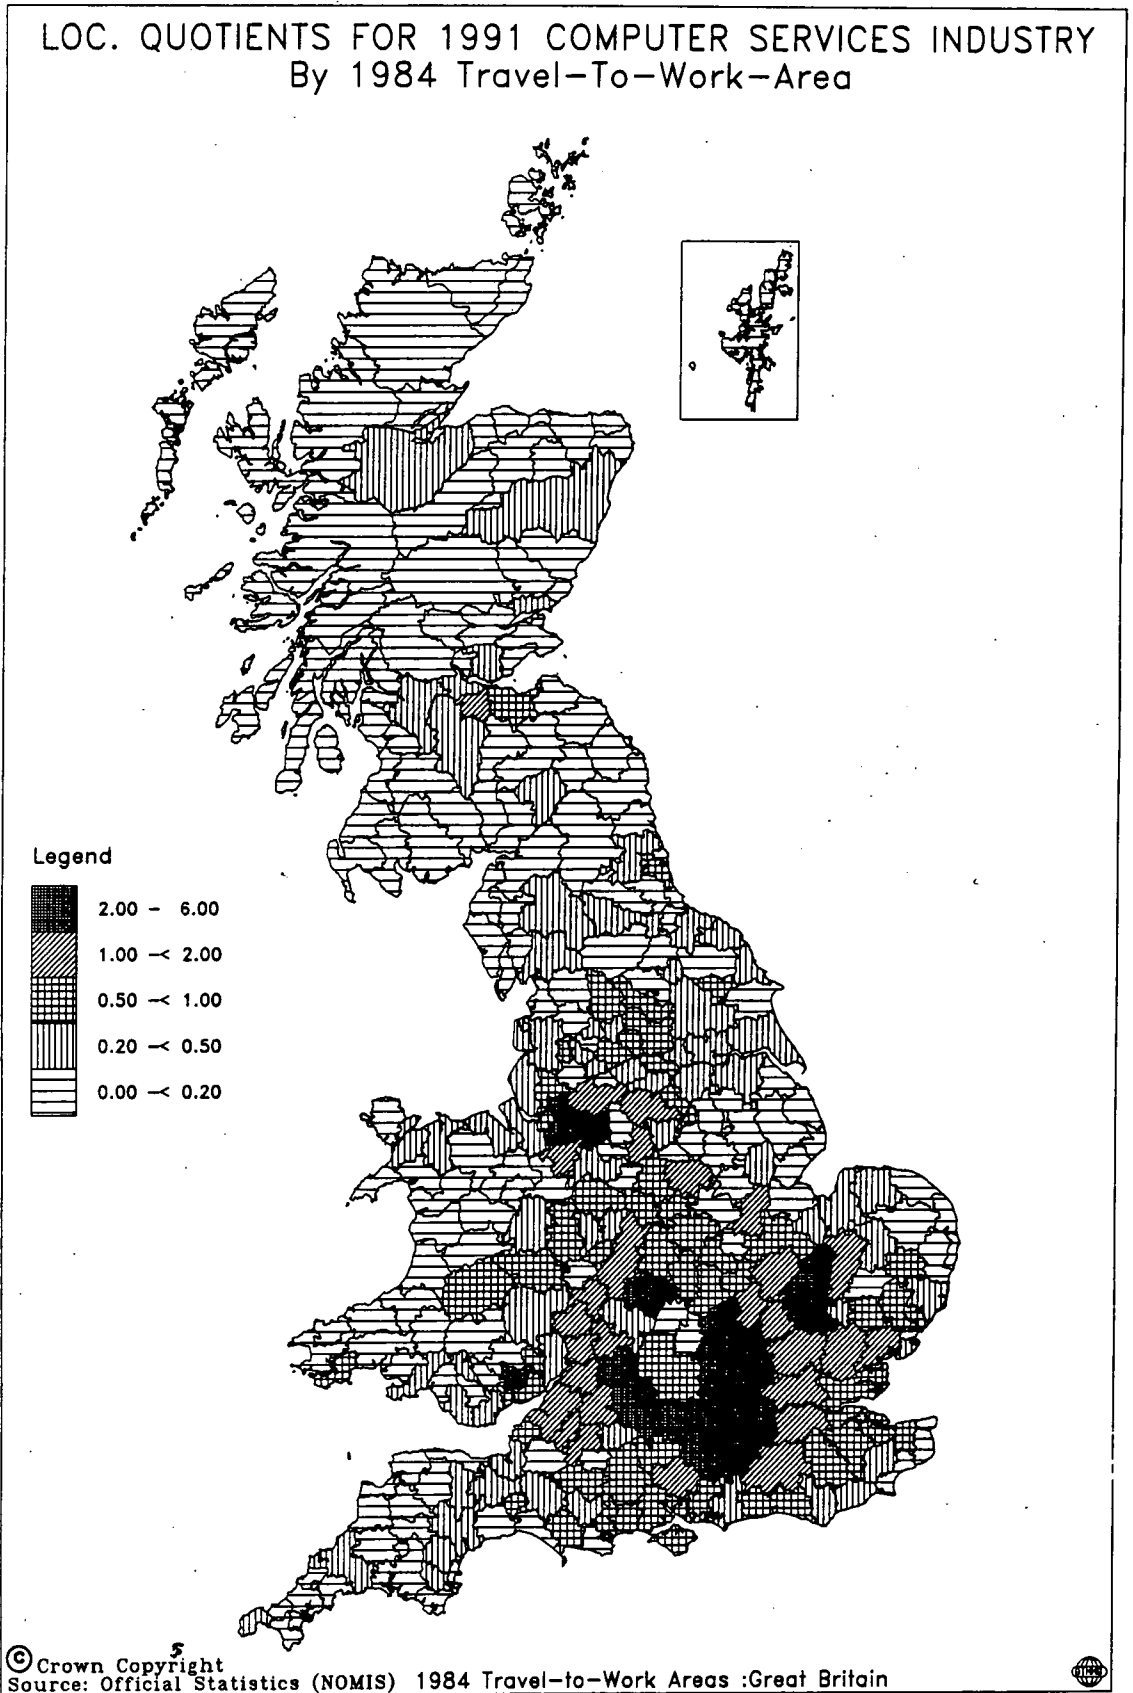 LOC. QUOTIENTS FOR 1991 COMPUTER SERVICES INDUSTRY
By 1984 Travel-To-Work-Area
Legend
2.00 - 6.00
1.00 -< 2.00
0.50 -< 1.00
0.20 -< 0.50
0.00 -< 0.20
© Crown Copyright
Source: Official Statistics (NOMIS) 1984 Travel-to-Work Areas :Great Britain